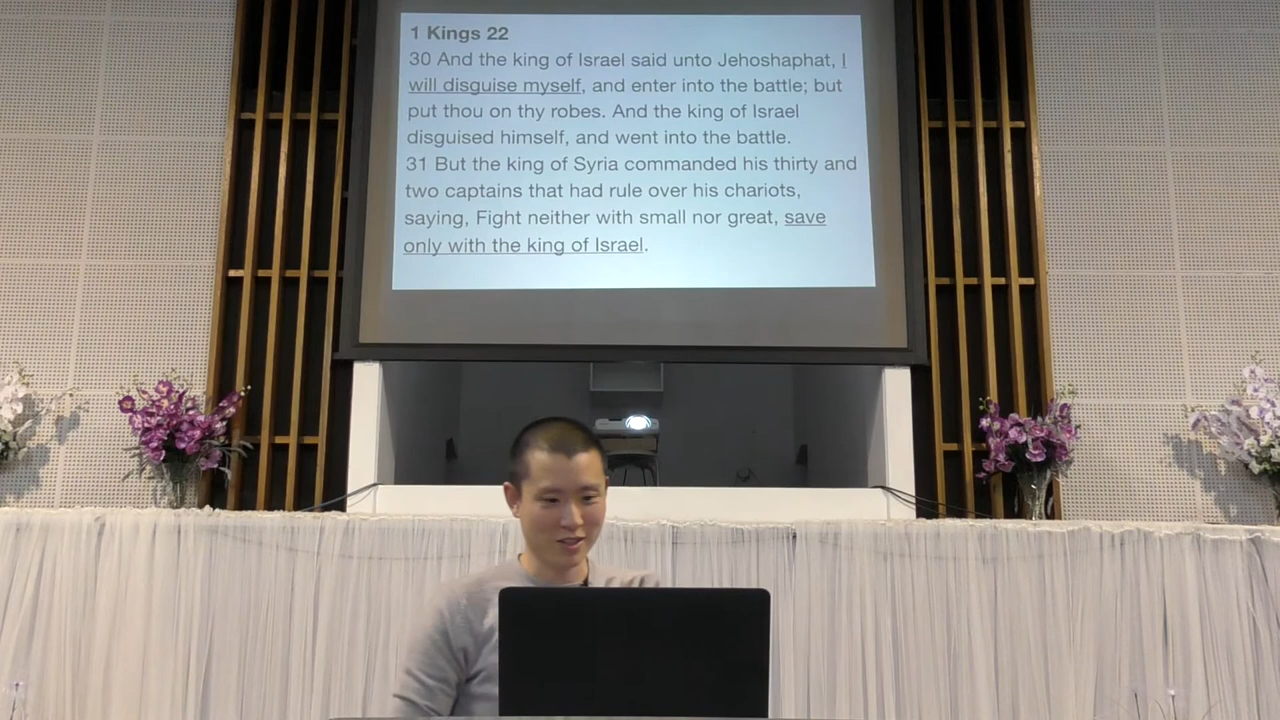 1 Kings 22
30 And the king of Israel said unto Jehoshaphat, I
will disguise myself, and enter into the battle; but
put thou on thy robes. And the king of Israel
disguised himself, and went into the battle.
31 But the king of Syria commanded his thirty and
two captains that had rule over his chariots,
saying, Fight neither with small nor great, save
only with the king of Israel.